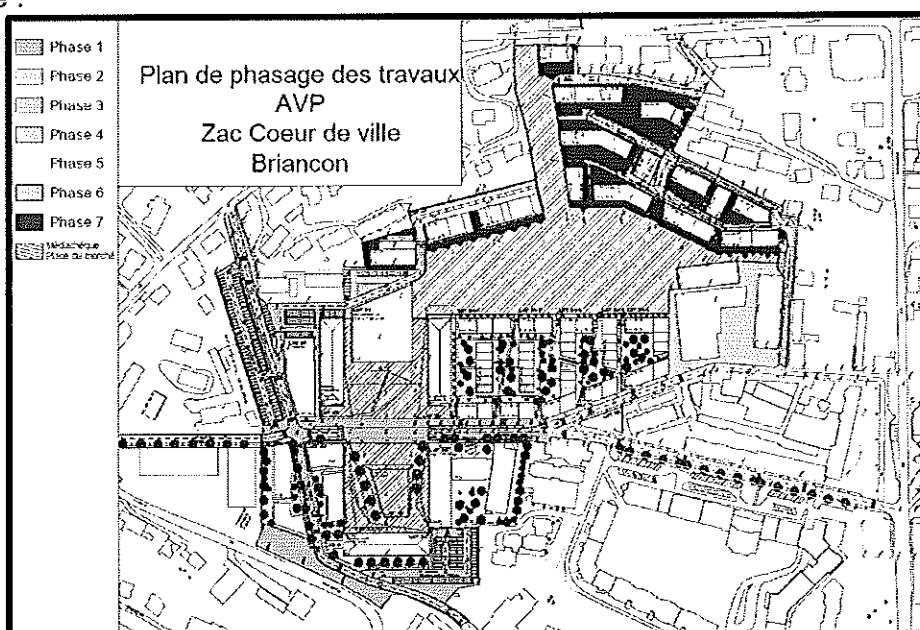 Phase 1
Phase 2
Phase 3
Phase 4
Phase 5
Phase 6
Phase 7
Médiathèque
Place du marché
Plan de phasage des travaux
AVP
Zac Coeur de ville
Briancon